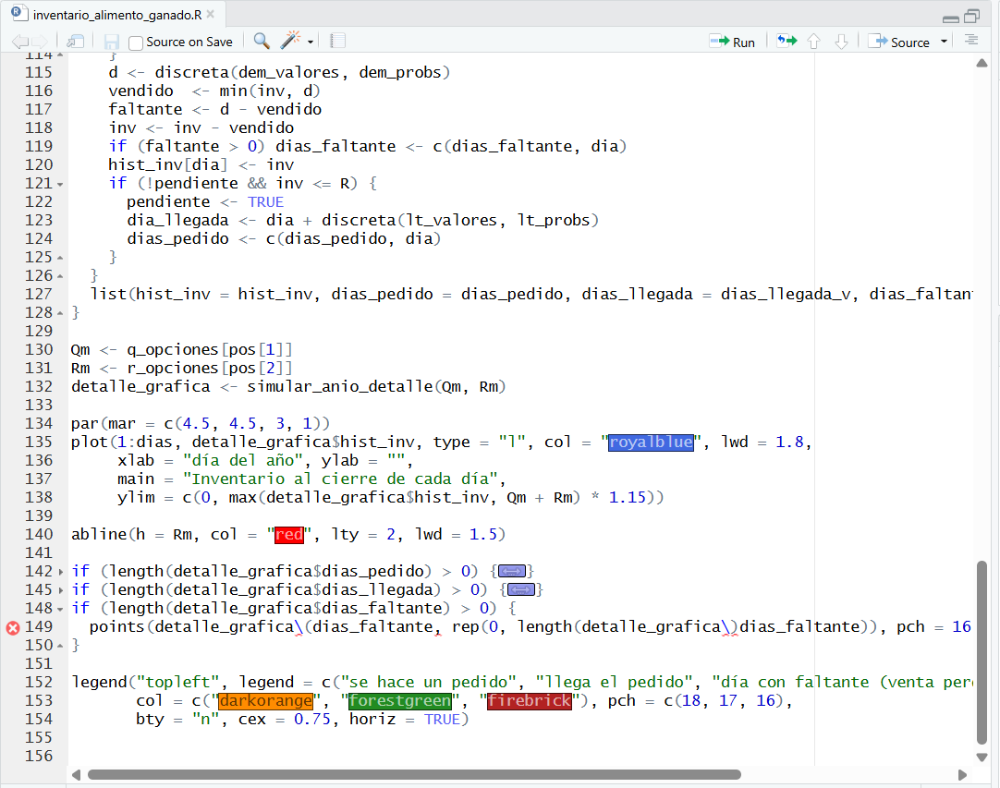 inventario_alimento_ganado.R
Source on Save
Run
Source
114 }
115 d <- discreta(dem_valores, dem_probs)
116 vendido  <- min(inv, d)
117 faltante <- d - vendido
118 inv <- inv - vendido
119 if (faltante > 0) dias_faltante <- c(dias_faltante, dia)
120 hist_inv[dia] <- inv
121 if (!pendiente && inv <= R) {
122 pendiente <- TRUE
123 dia_llegada <- dia + discreta(lt_valores, lt_probs)
124 dias_pedido <- c(dias_pedido, dia)
125 }
126 }
127 list(hist_inv = hist_inv, dias_pedido = dias_pedido, dias_llegada = dias_llegada_v, dias_faltan
128 }
129
130 Qm <- q_opciones[pos[1]]
131 Rm <- r_opciones[pos[2]]
132 detalle_grafica <- simular_anio_detalle(Qm, Rm)
133
134 par(mar = c(4.5, 4.5, 3, 1))
135 plot(1:dias, detalle_grafica$hist_inv, type = "l", col = "royalblue", lwd = 1.8,
136 xlab = "día del año", ylab = "",
137 main = "Inventario al cierre de cada día",
138 ylim = c(0, max(detalle_grafica$hist_inv, Qm + Rm) * 1.15))
139
140 abline(h = Rm, col = "red", lty = 2, lwd = 1.5)
141
142 if (length(detalle_grafica$dias_pedido) > 0) {}
145 if (length(detalle_grafica$dias_llegada) > 0) {}
148 if (length(detalle_grafica$dias_faltante) > 0) {
149 points(detalle_grafica\(dias_faltante, rep(0, length(detalle_grafica\)dias_faltante)), pch = 16
150 }
151
152 legend("topleft", legend = c("se hace un pedido", "llega el pedido", "día con faltante (venta per
153 col = c("darkorange", "forestgreen", "firebrick"), pch = c(18, 17, 16),
154 bty = "n", cex = 0.75, horiz = TRUE)
155
156